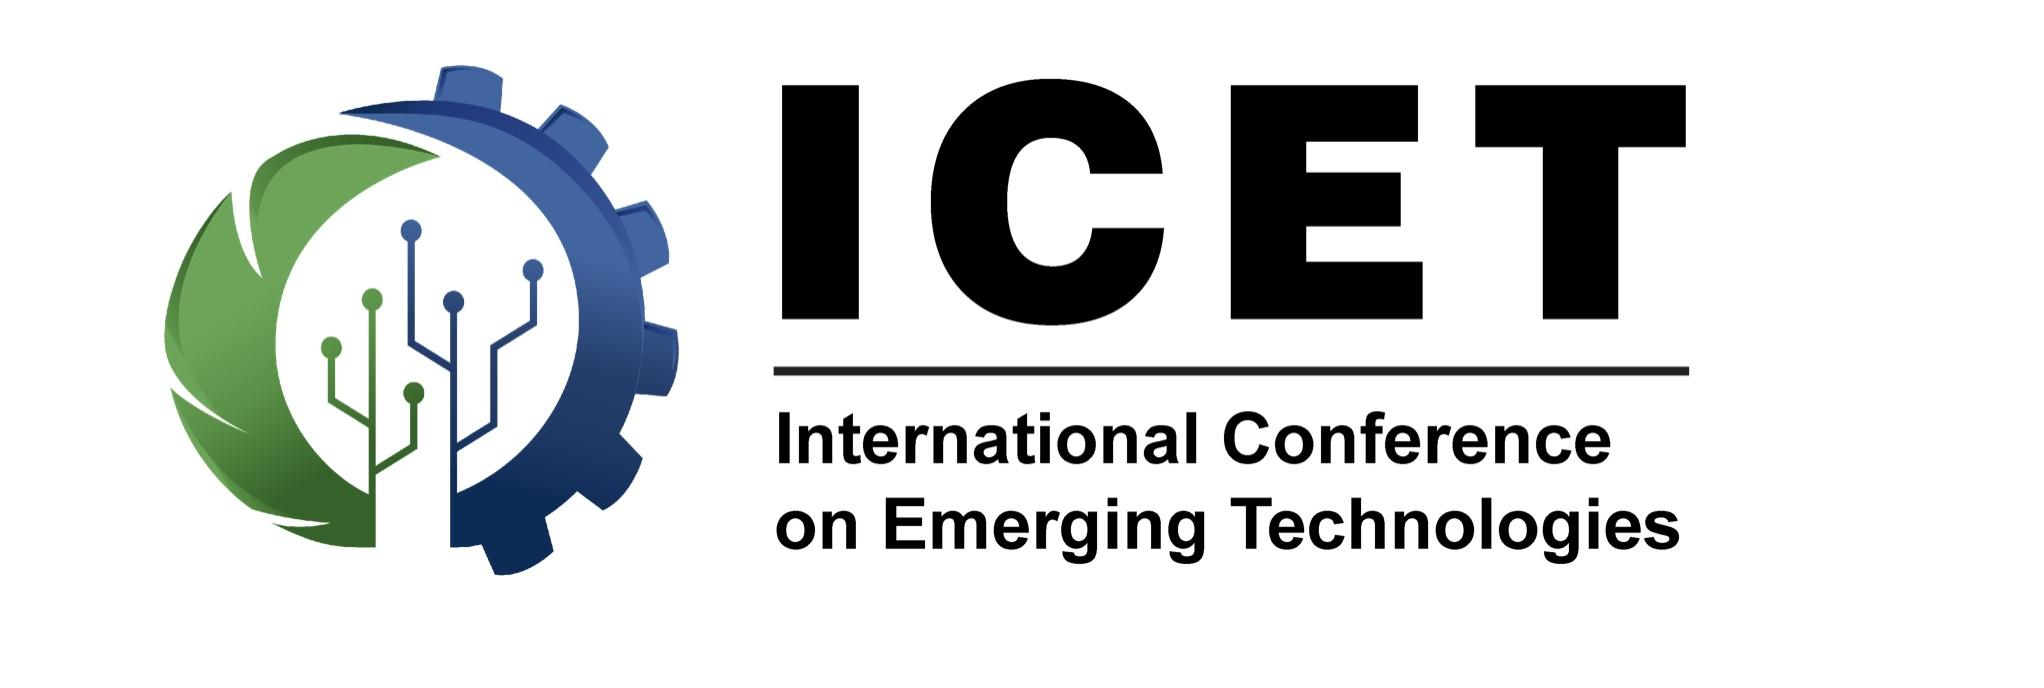 ICET
International Conference
on Emerging Technologies